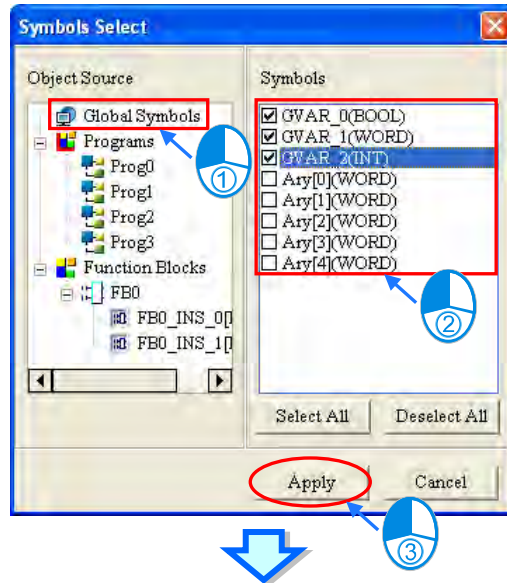 Symbols Select
Object Source
Global Symbols
Programs
Prog0
Prog1
Prog2
Prog3
Function Blocks
FB0
FB0_INS_0[
FB0_INS_1[
Symbols
GVAR_0(BOOL)
GVAR_1(WORD)
GVAR_2(INT)
Ary[0](WORD)
Ary[1](WORD)
Ary[2](WORD)
Ary[3](WORD)
Ary[4](WORD)
Select All
Deselect All
Apply
Cancel
①
②
③